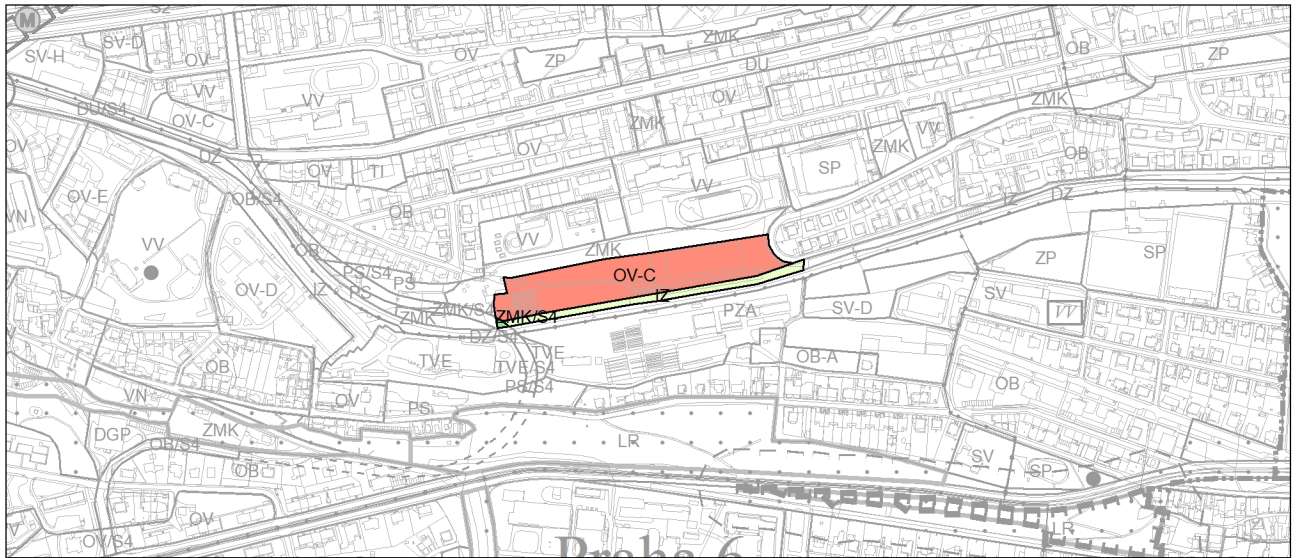 M
S2
SV-H
SV-D
OV
ZMK
OV
ZP
DU
OB
ZP
VV
VV
OV
ZMK
DU/S4
OV-C
ZMK
VV
DZ
OV
TI
OV
SP
ZMK
OB
OV
OV-E
OB/S4
VV
OB
IZ
DZ
VN
VV
OB
VV
ZMK
ZP
SP
OV-D
PS/S4
PS
OV-C
IZ
PS
IZ
SV
ZMK/S4
ZMK
ZMK/S4
PZA
SV-D
VV
DZ/S4
TVE
TVE
OB-A
OB
TVE/S4
OB
PS/S4
VN
OV
PS
DGP
ZMK
OB/S4
LR
SV
OB
SP
OV
LR
OV/S4
Praha 6